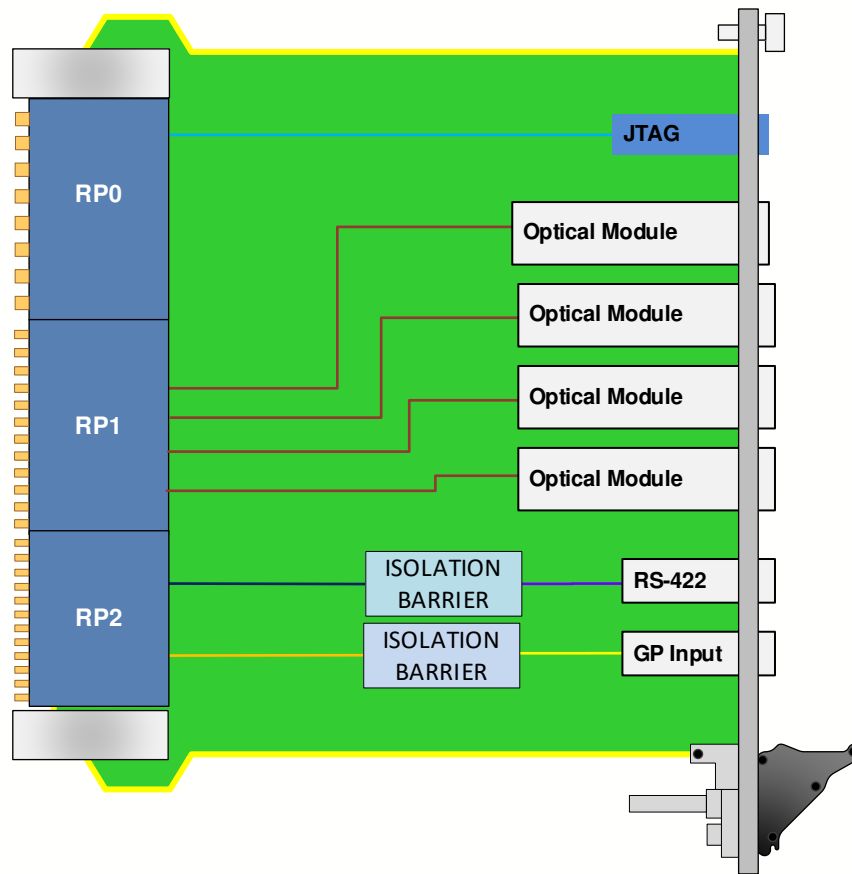 JTAG
RP0
Optical Module
Optical Module
Optical Module
RP1
Optical Module
ISOLATION
BARRIER
RS-422
RP2
ISOLATION
BARRIER
GP Input